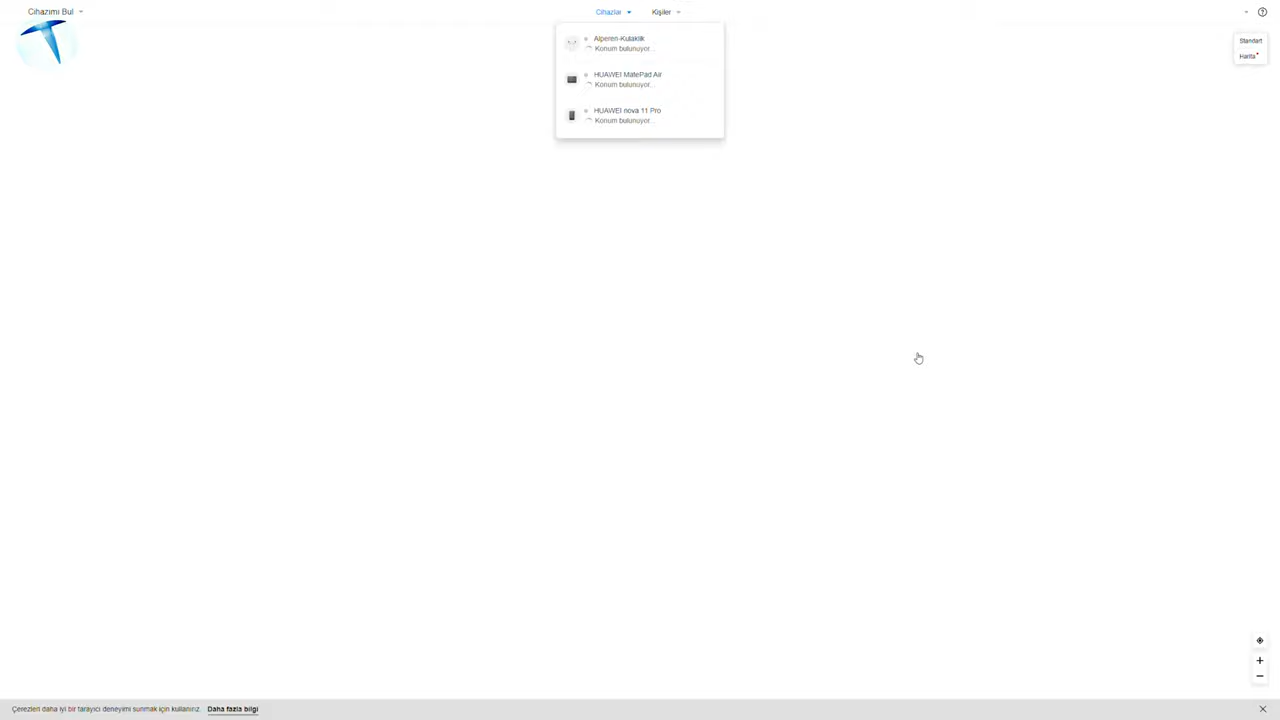 Cihazımı Bul
Cihazlar
Kişiler
Alperen-Kulaklık
Konum bulunuyor...
HUAWEI MatePad Air
Konum bulunuyor...
HUAWEI nova 11 Pro
Konum bulunuyor...
Standart
Harita
Çerezleri daha iyi bir tarayıcı deneyimi sunmak için kullanırız. Daha fazla bilgi